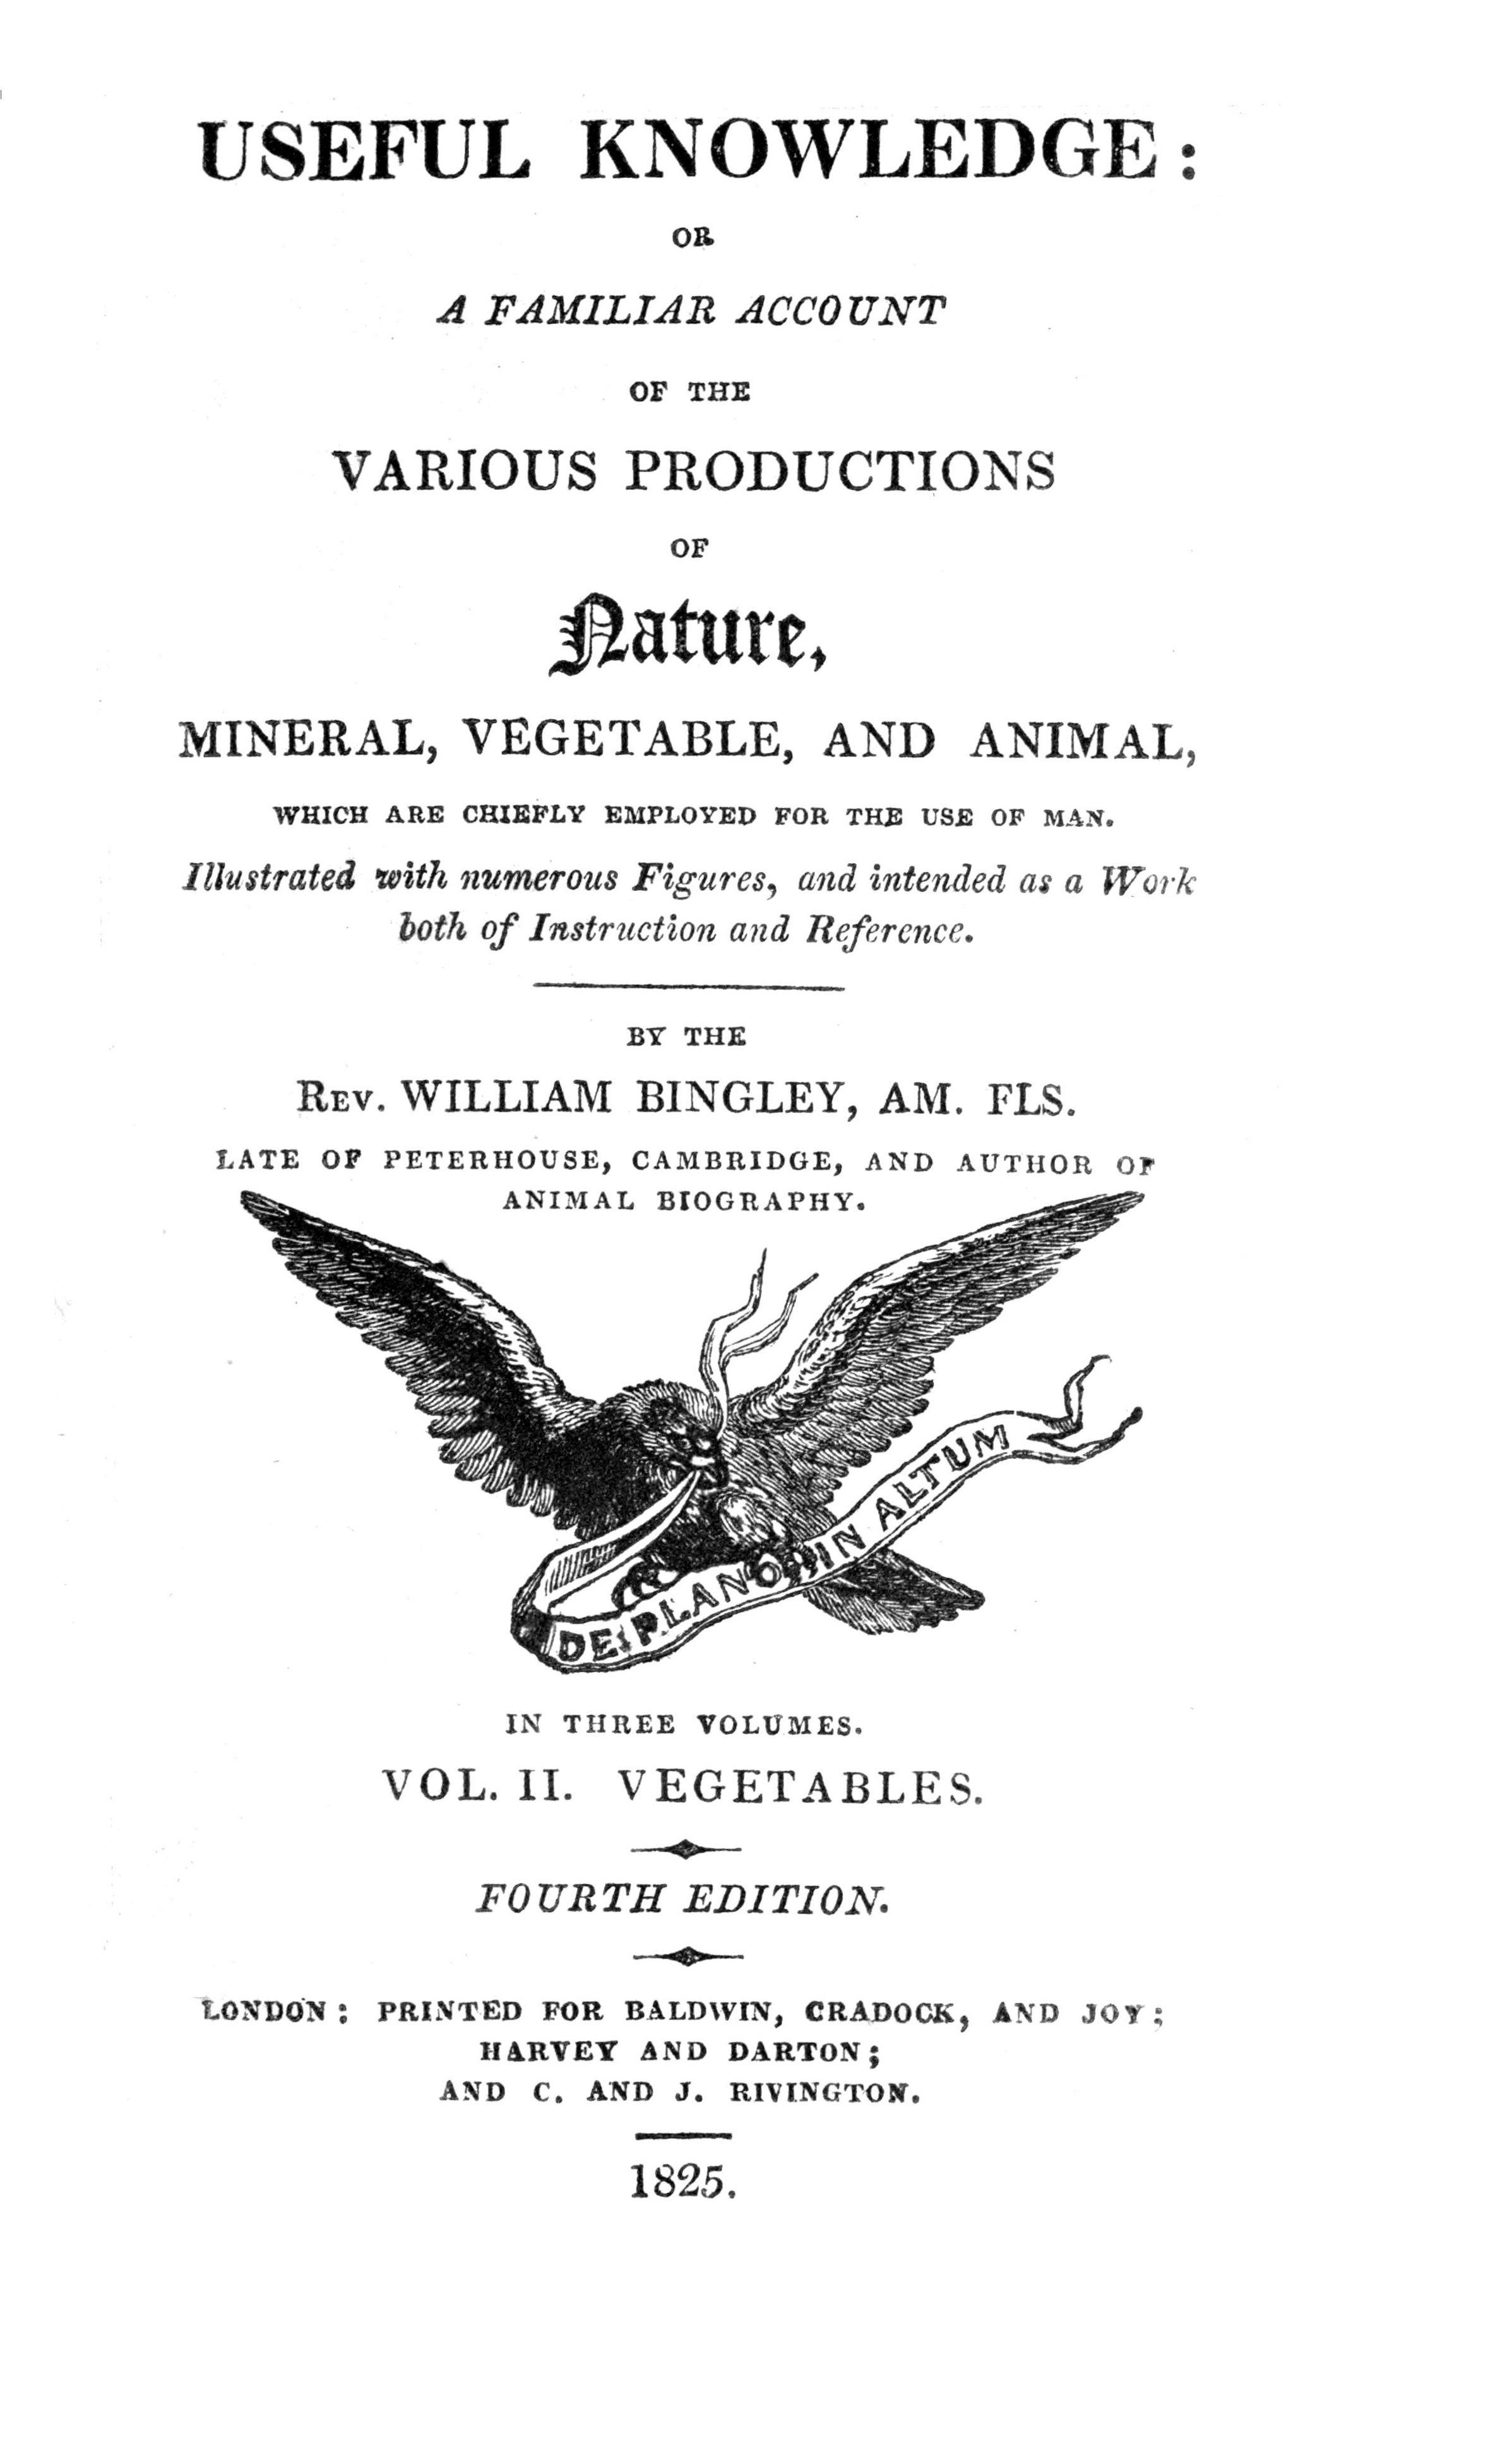 USEFUL KNOWLEDGE:
OR
A FAMILIAR ACCOUNT
OF THE
VARIOUS PRODUCTIONS
OF
Nature,
MINERAL, VEGETABLE, AND ANIMAL,
WHICH ARE CHIEFLY EMPLOYED FOR THE USE OF MAN.
Illustrated with numerous Figures, and intended as a Work
both of Instruction and Reference.
BY THE
REV. WILLIAM BINGLEY, AM. FLS.
LATE OF PETERHOUSE, CAMBRIDGE, AND AUTHOR OF
ANIMAL BIOGRAPHY.
DE PLANO IN ALTUM
IN THREE VOLUMES.
VOL. II. VEGETABLES.
FOURTH EDITION.
LONDON: PRINTED FOR BALDWIN, CRADOCK, AND JOY;
HARVEY AND DARTON;
AND C. AND J. RIVINGTON.
1825.